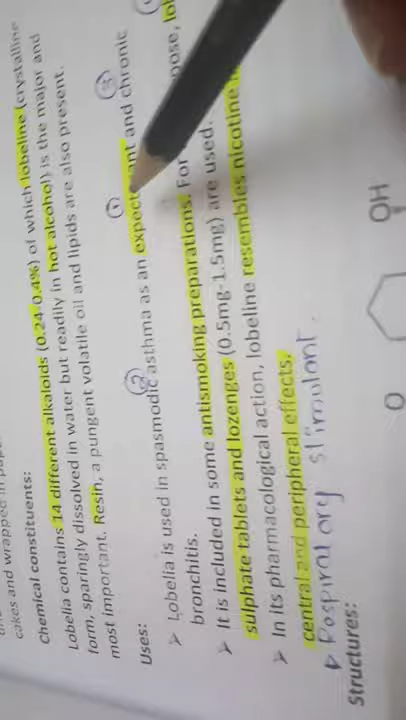 cakes and wrapped in
Chemical constituents:
Lobelia contains 14 different alkaloids (0.24-0.4%) of which lobeline (crystalline
form, sparingly dissolved in water but readily in hot alcohol) is the major and
most important. Resin, a pungent volatile oil and lipids are also present.
Uses:
➤ Lobelia is used in spasmodic asthma as an and chronic
bronchitis.
➤ It is included in some antismoking preparations. For
sulphate tablets and lozenges (0.5mg-1.5mg) are used.
➤ In its pharmacological action, lobeline resembles nicotine
central and peripheral effects.
Respiratory stimulant.
Structures:
OH
O